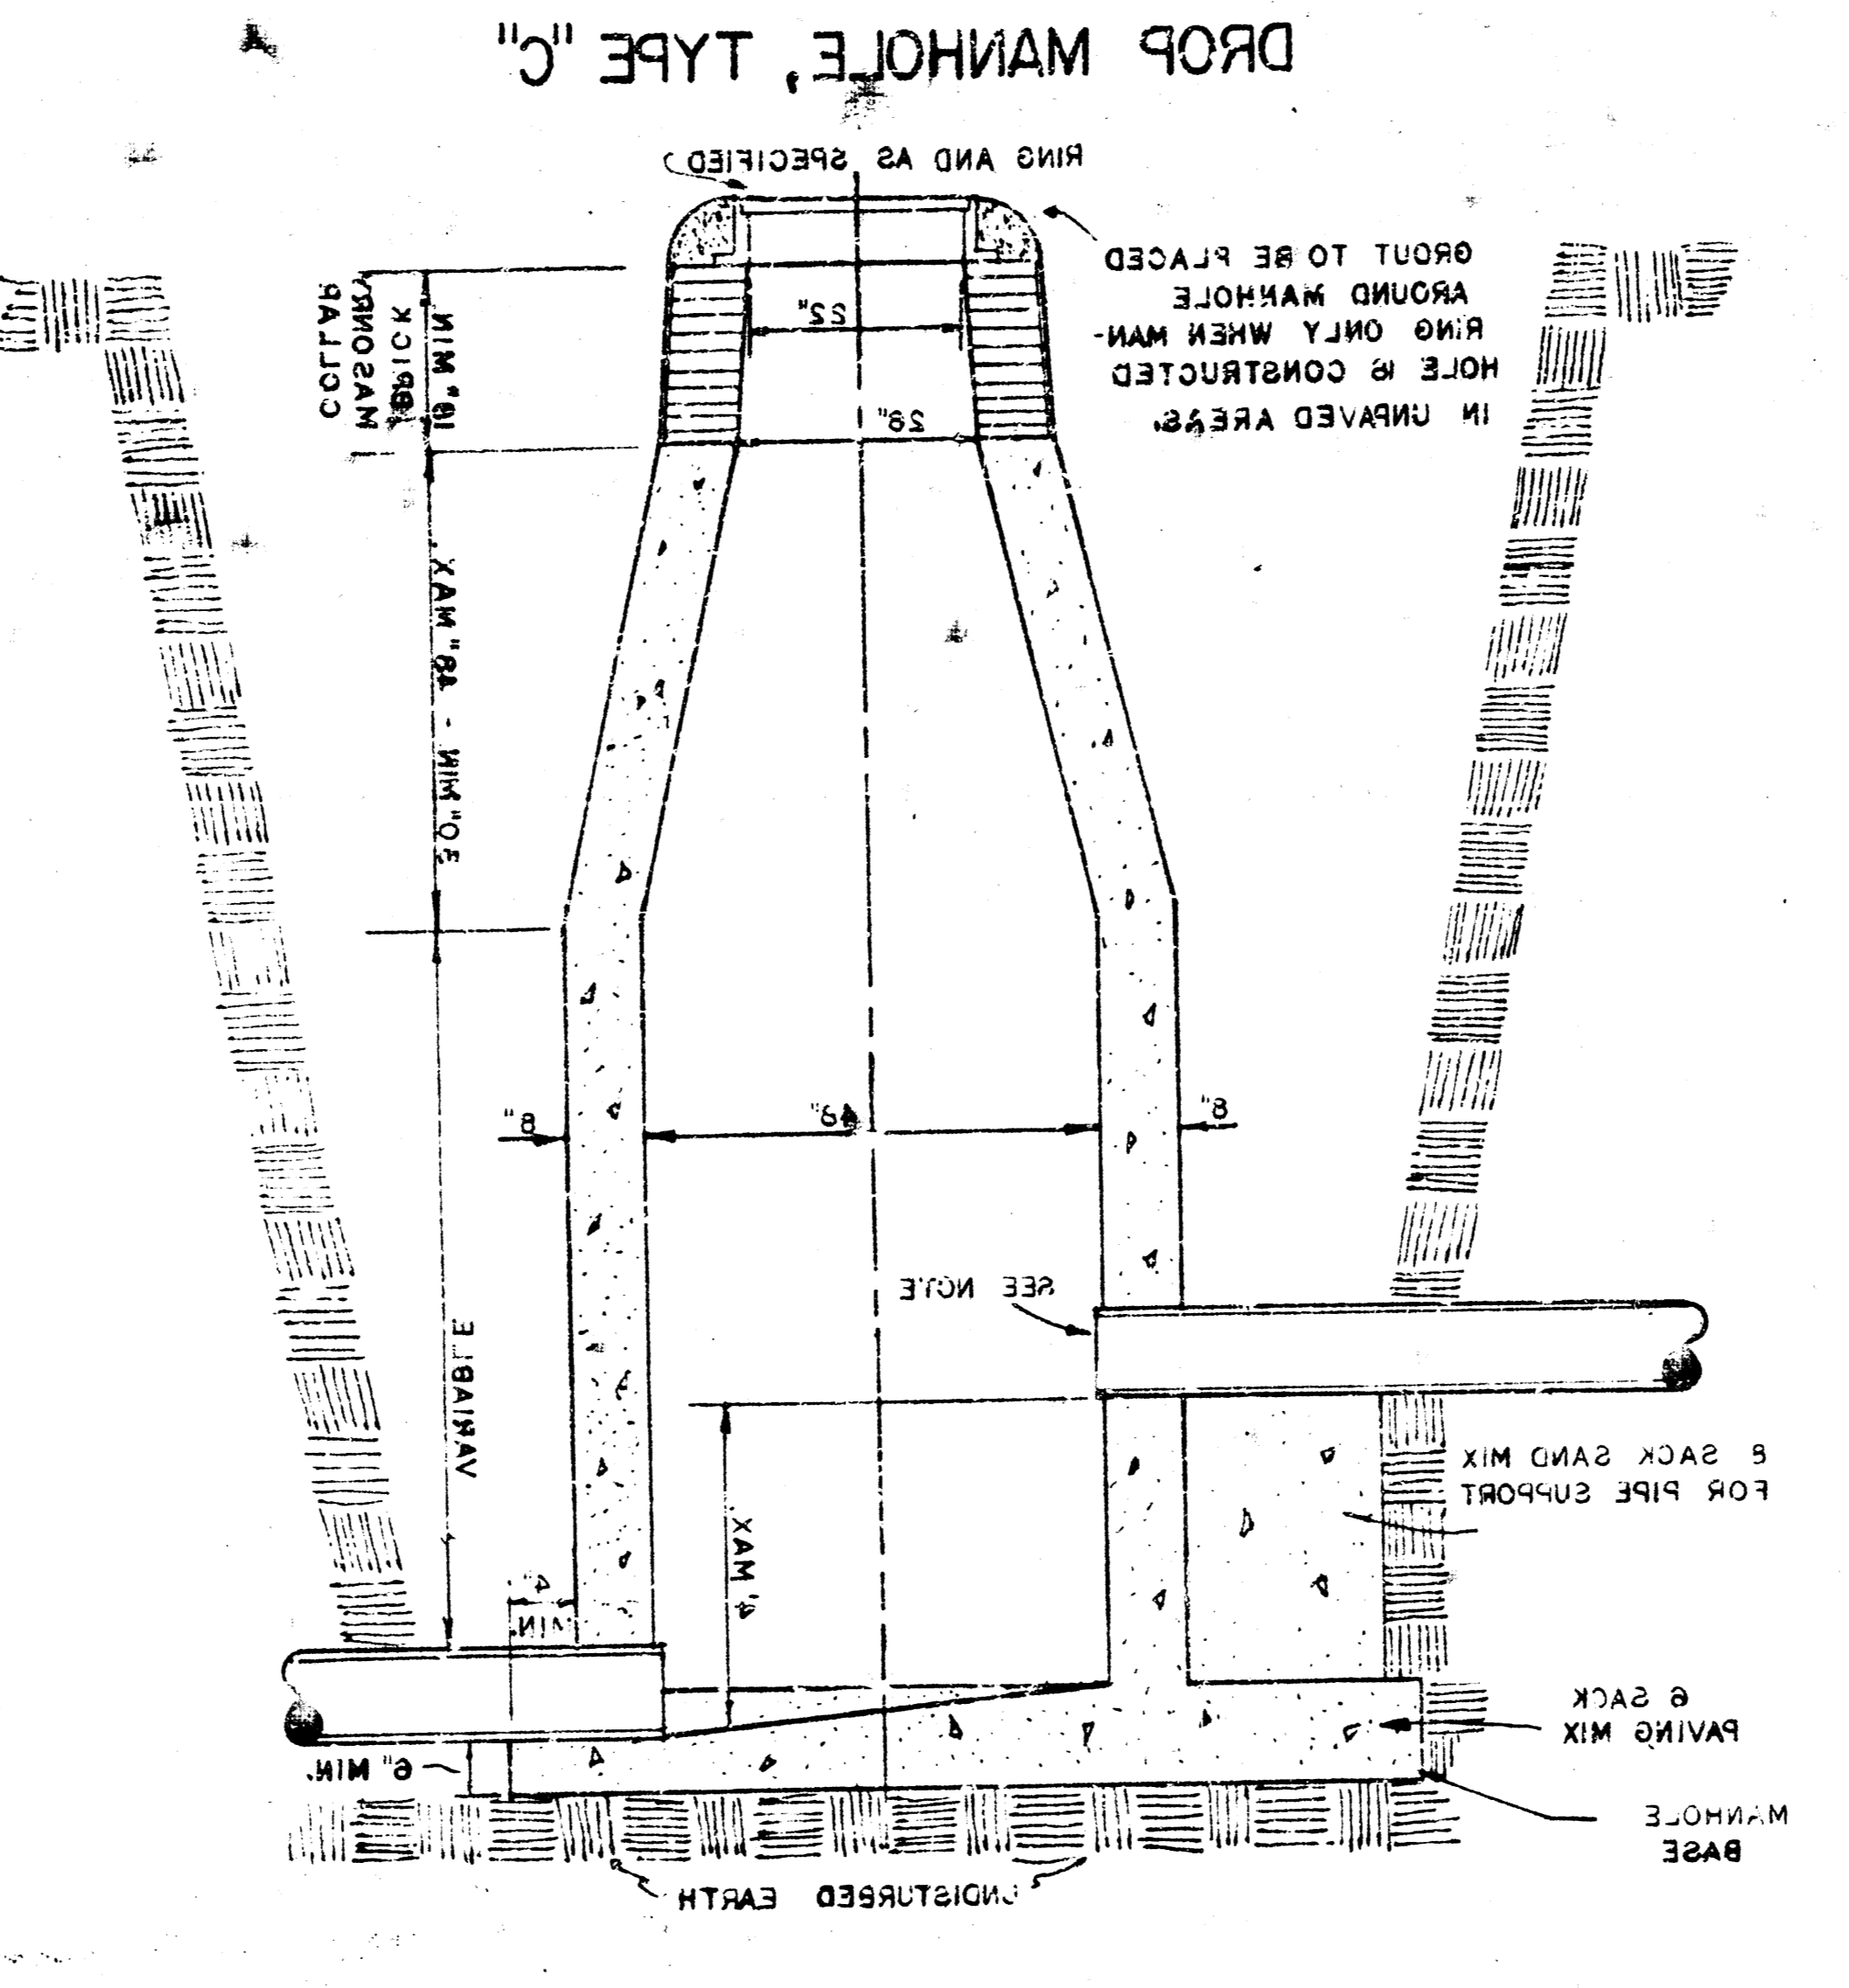 DROP MANHOLE, TYPE "C"
RING AND AS SPECIFIED
GROUT TO BE PLACED
AROUND MANHOLE
RING ONLY WHEN MAN-
HOLE IS CONSTRUCTED
IN UNPAVED AREAS.
18" MIN
BRICK
MASONRY
COLLAR
22"
28"
30" MIN - 48" MAX.
8"
48"
8"
SEE NOTE
VARIABLE
8 SACK SAND MIX
FOR PIPE SUPPORT
4' MAX
4"
MIN.
6 SACK
PAVING MIX
6" MIN.
MANHOLE
BASE
UNDISTURBED EARTH